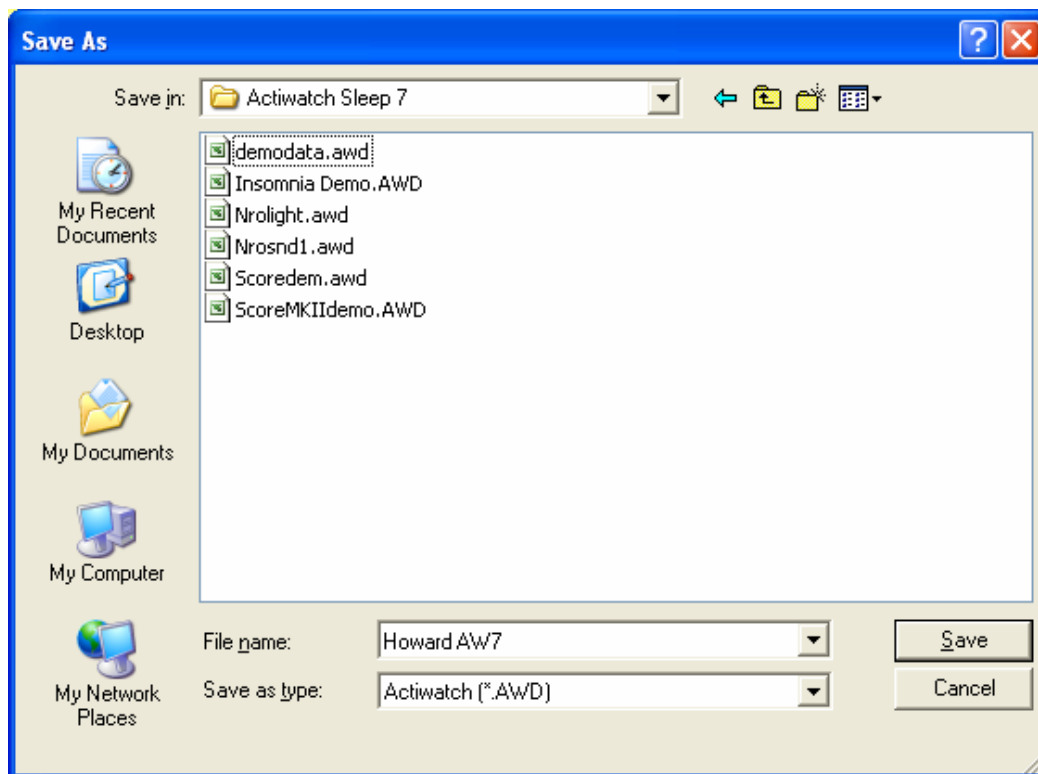 Save As
Save in: Actiwatch Sleep 7
demodata.awd
Insomnia Demo.AWD
Nrolight.awd
Nrosnd1.awd
Scoredem.awd
ScoreMKIIdemo.AWD
My Recent
Documents
Desktop
My Documents
My Computer
My Network
Places
File name: Howard AW7 Save
Save as type: Actiwatch (*.AWD) Cancel